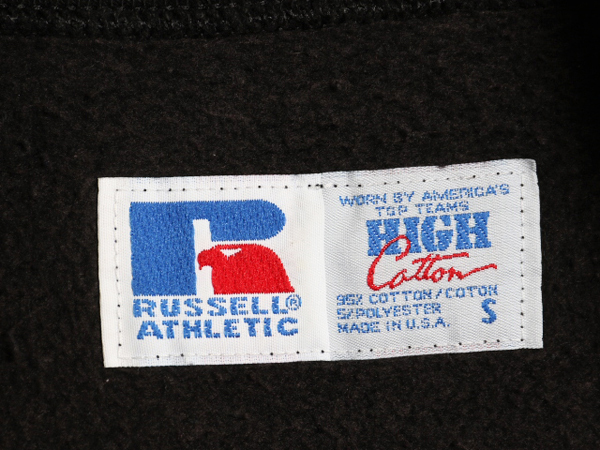 RUSSELL®
ATHLETIC
WORN BY AMERICA'S
TOP TEAMS
HIGH
Cotton
95% COTTON/COTON
5%POLYESTER
MADE IN U.S.A.
S